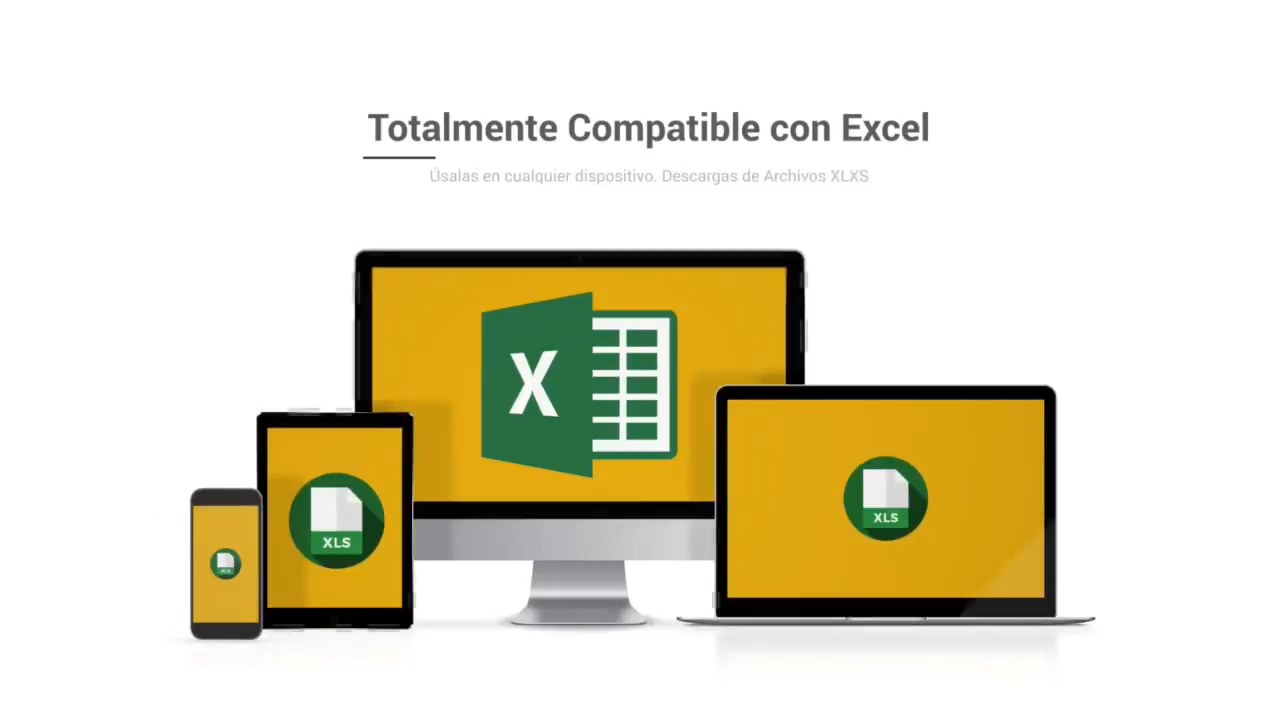 Totalmente Compatible con Excel
Úsalas en cualquier dispositivo. Descargas de Archivos XLXS
X
XLS
XLS
XLS